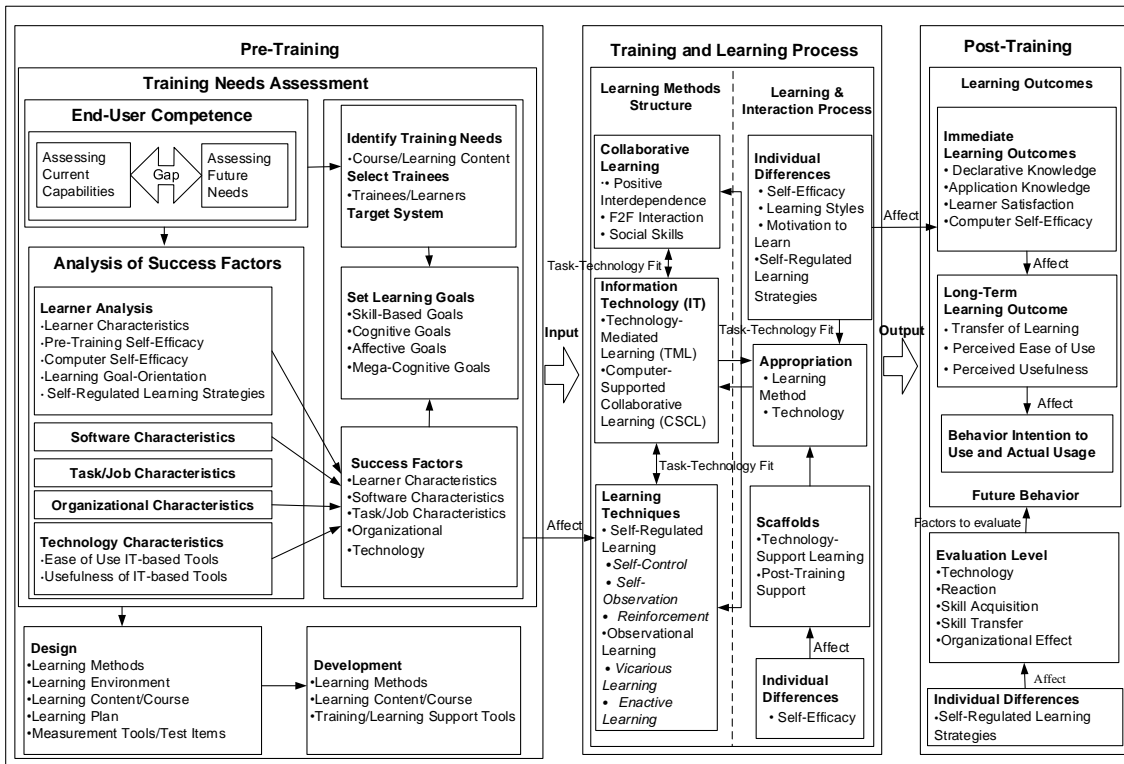 Pre-Training
Training Needs Assessment
End-User Competence
Assessing
Current
Capabilities
Gap
Assessing
Future
Needs
Identify Training Needs
·Course/Learning Content
Select Trainees
•Trainees/Learners
Target System
Analysis of Success Factors
Learner Analysis
·Learner Characteristics
·Pre-Training Self-Efficacy
·Computer Self-Efficacy
·Learning Goal-Orientation
· Self-Regulated Learning Strategies
Software Characteristics
Task/Job Characteristics
Organizational Characteristics
Technology Characteristics
·Ease of Use IT-based Tools
·Usefulness of IT-based Tools
Set Learning Goals
•Skill-Based Goals
·Cognitive Goals
·Affective Goals
·Mega-Cognitive Goals
Success Factors
•Learner Characteristics
•Software Characteristics
•Task/Job Characteristics
•Organizational
•Technology
Design
•Learning Methods
•Learning Environment
•Learning Content/Course
•Learning Plan
•Measurement Tools/Test Items
Development
•Learning Methods
•Learning Content/Course
•Training/Learning Support Tools
Input
Affect
Training and Learning Process
Learning Methods
Structure
Collaborative
Learning
·• Positive
Interdependence
• F2F Interaction
• Social Skills
Task-Technology Fit
Information
Technology (IT)
•Technology-
Mediated
Learning (TML)
•Computer-
Supported
Collaborative
Learning (CSCL)
Task-Technology Fit
Learning
Techniques
• Self-Regulated
Learning
• Self-Control
• Self-
Observation
• Reinforcement
•Observational
Learning
• Vicarious
Learning
• Enactive
Learning
Learning &
Interaction Process
Individual
Differences
• Self-Efficacy
• Learning Styles
• Motivation to
Learn
•Self-Regulated
Learning
Strategies
Task-Technology Fit
Appropriation
• Learning
Method
• Technology
Scaffolds
•Technology-
Support Learning
•Post-Training
Support
Affect
Individual
Differences
• Self-Efficacy
Affect
Output
Post-Training
Learning Outcomes
Immediate
Learning Outcomes
• Declarative Knowledge
•Application Knowledge
•Learner Satisfaction
•Computer Self-Efficacy
Affect
Long-Term
Learning Outcome
• Transfer of Learning
• Perceived Ease of Use
• Perceived Usefulness
Affect
Behavior Intention to
Use and Actual Usage
Future Behavior
Factors to evaluate
Evaluation Level
•Technology
•Reaction
•Skill Acquisition
•Skill Transfer
•Organizational Effect
Affect
Individual Differences
•Self-Regulated Learning
Strategies